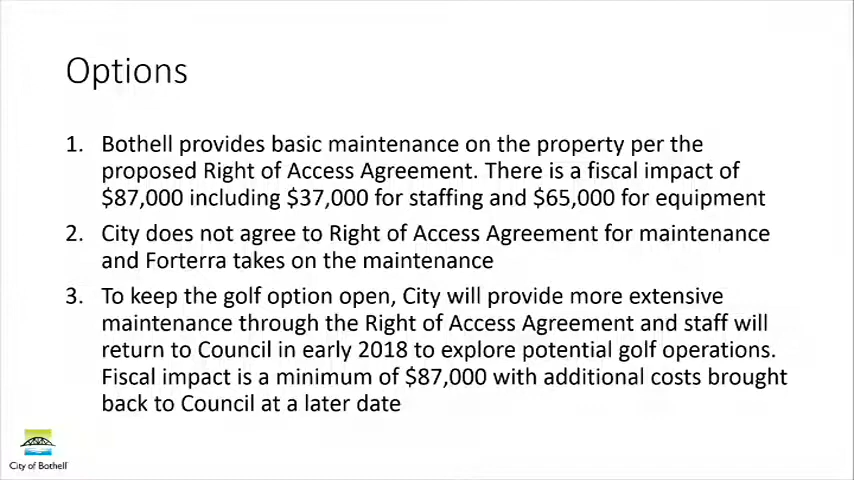 Options
1. Bothell provides basic maintenance on the property per the
proposed Right of Access Agreement. There is a fiscal impact of
$87,000 including $37,000 for staffing and $65,000 for equipment
2. City does not agree to Right of Access Agreement for maintenance
and Forterra takes on the maintenance
3. To keep the golf option open, City will provide more extensive
maintenance through the Right of Access Agreement and staff will
return to Council in early 2018 to explore potential golf operations.
Fiscal impact is a minimum of $87,000 with additional costs brought
back to Council at a later date
City of Bothell